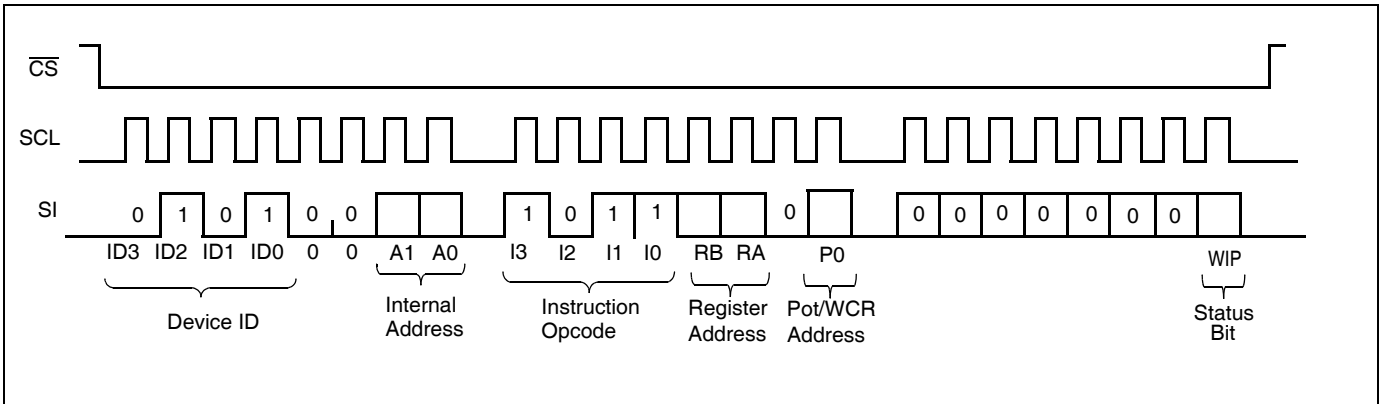 CS
SCL
SI
0 1 0 1 0 0 1 0 1 1 0 0 0 0 0 0 0 0
ID3 ID2 ID1 ID0 0 0 A1 A0 I3 I2 I1 I0 RB RA P0 WIP
Device ID
Internal
Address
Instruction
Opcode
Register
Address
Pot/WCR
Address
Status
Bit